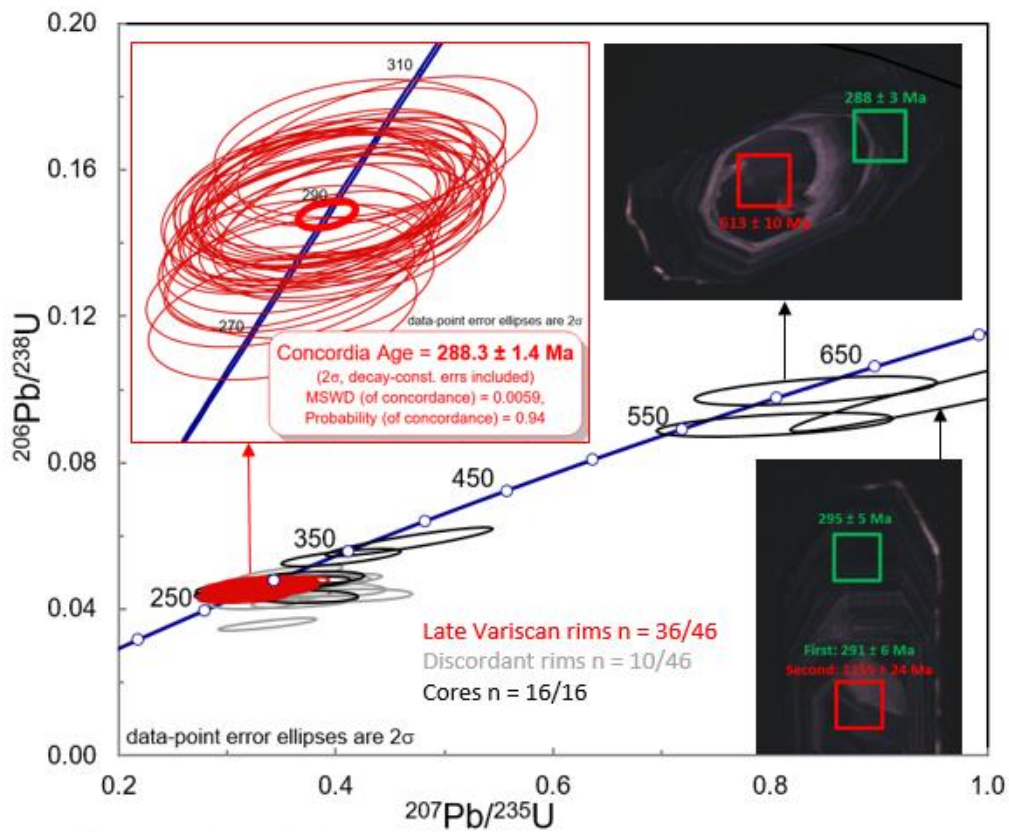 0.20
0.16
0.12
0.08
0.04
0.00
0.2
0.4
0.6
0.8
1.0
206Pb/238U
207Pb/235U
310
290
270
data-point error ellipses are 2σ
Concordia Age = 288.3 ± 1.4 Ma
(2σ, decay-const. errs included)
MSWD (of concordance) = 0.0059,
Probability (of concordance) = 0.94
288 ± 3 Ma
613 ± 10 Ma
650
550
450
350
250
295 ± 5 Ma
First: 291 ± 6 Ma
Second: ± 24 Ma
Late Variscan rims n = 36/46
Discordant rims n = 10/46
Cores n = 16/16
data-point error ellipses are 2σ